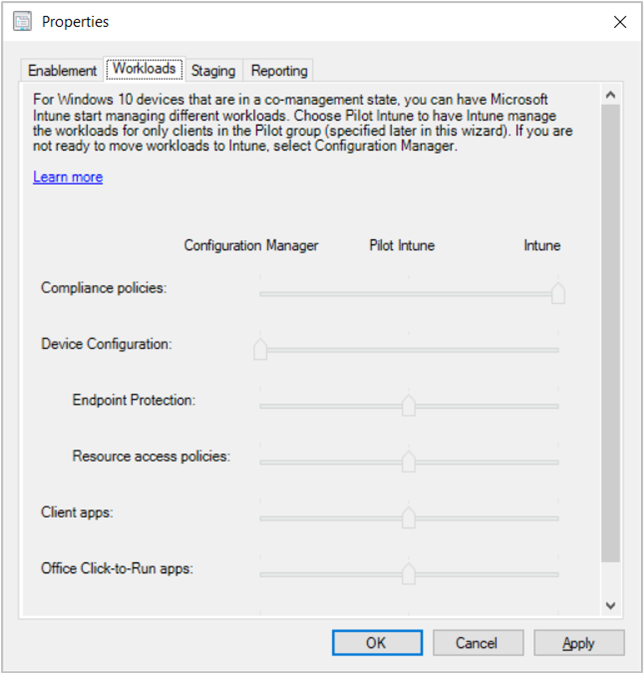 Properties
Enablement Workloads Staging Reporting
For Windows 10 devices that are in a co-management state, you can have Microsoft
Intune start managing different workloads. Choose Pilot Intune to have Intune manage
the workloads for only clients in the Pilot group (specified later in this wizard). If you are
not ready to move workloads to Intune, select Configuration Manager.
Learn more
Configuration Manager Pilot Intune Intune
Compliance policies:
Device Configuration:
Endpoint Protection:
Resource access policies:
Client apps:
Office Click-to-Run apps:
OK Cancel Apply